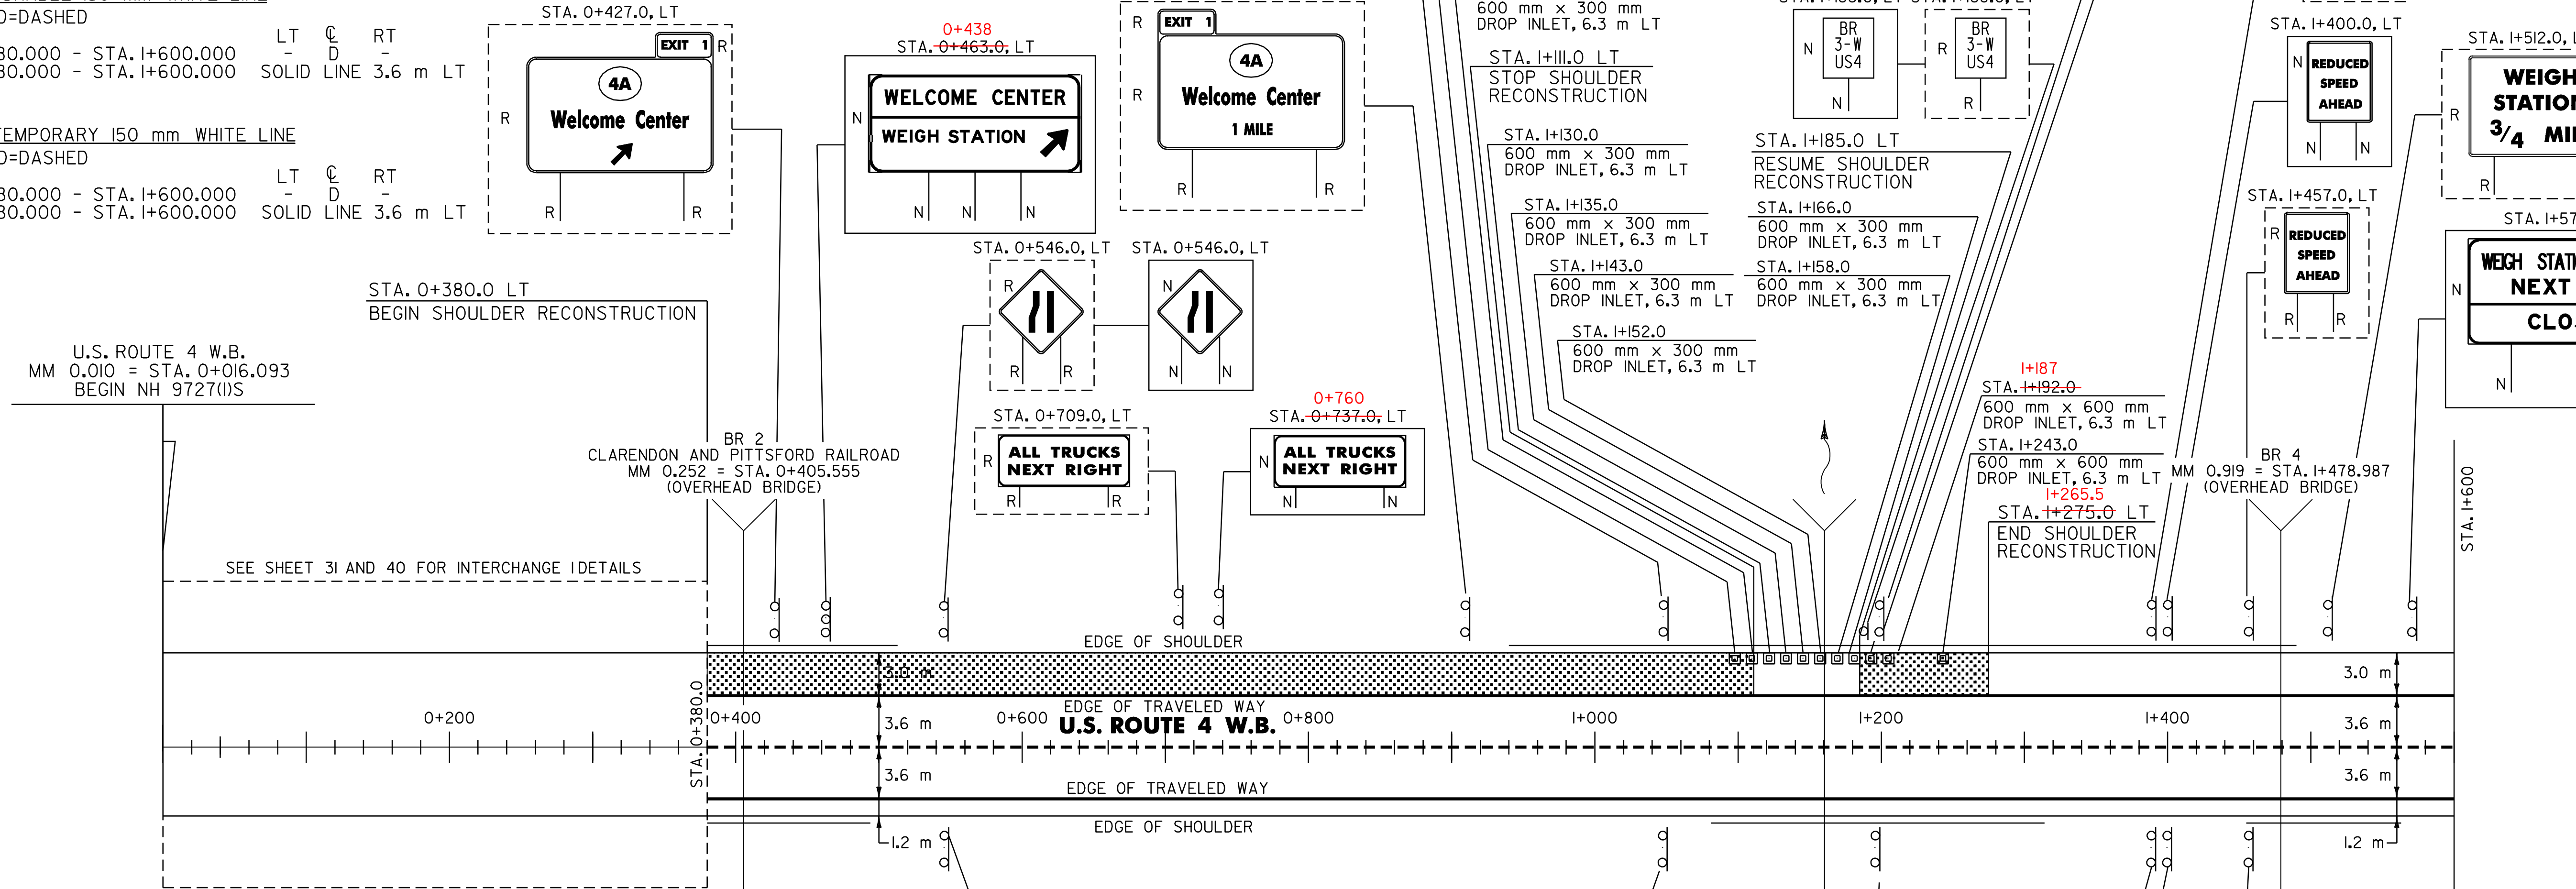 O=DASHED
LT ℄ RT
80.000 - STA. 1+600.000 - D -
80.000 - STA. 1+600.000 SOLID LINE 3.6 m LT
TEMPORARY 150 mm WHITE LINE
O=DASHED
LT ℄ RT
80.000 - STA. 1+600.000 - D -
80.000 - STA. 1+600.000 SOLID LINE 3.6 m LT
STA. 0+427.0, LT
EXIT 1
R
4A
R
Welcome Center
R R
0+438
STA. 0+463.0, LT
WELCOME CENTER
N
WEIGH STATION
N N N
R
EXIT 1
4A
R
Welcome Center
1 MILE
R R
600 mm x 300 mm
DROP INLET, 6.3 m LT
STA. 1+111.0 LT
STOP SHOULDER
RECONSTRUCTION
STA. 1+130.0
600 mm x 300 mm
DROP INLET, 6.3 m LT
STA. 1+135.0
600 mm x 300 mm
DROP INLET, 6.3 m LT
STA. 1+143.0
600 mm x 300 mm
DROP INLET, 6.3 m LT
STA. 1+152.0
600 mm x 300 mm
DROP INLET, 6.3 m LT
N
BR
3-W
US4
N
R
BR
3-W
US4
R
STA. 1+185.0 LT
RESUME SHOULDER
RECONSTRUCTION
STA. 1+166.0
600 mm x 300 mm
DROP INLET, 6.3 m LT
STA. 1+158.0
600 mm x 300 mm
DROP INLET, 6.3 m LT
STA. 1+400.0, LT
N
REDUCED
SPEED
AHEAD
N N
STA. 1+457.0, LT
R
REDUCED
SPEED
AHEAD
R R
STA. 1+512.0, L
WEIGH
R
STATION
3/4 MI
R
STA. 1+57
WEIGH STATI
N
NEXT
CLO
N
STA. 0+546.0, LT
R
R R
STA. 0+546.0, LT
N
N N
STA. 0+380.0 LT
BEGIN SHOULDER RECONSTRUCTION
U.S. ROUTE 4 W.B.
MM 0.010 = STA. 0+016.093
BEGIN NH 9727(1)S
BR 2
CLARENDON AND PITTSFORD RAILROAD
MM 0.252 = STA. 0+405.555
(OVERHEAD BRIDGE)
STA. 0+709.0, LT
R
ALL TRUCKS
NEXT RIGHT
R R
0+760
STA. 0+737.0, LT
N
ALL TRUCKS
NEXT RIGHT
N N
1+187
STA. 1+192.0
600 mm x 600 mm
DROP INLET, 6.3 m LT
STA. 1+243.0
600 mm x 600 mm
DROP INLET, 6.3 m LT
1+265.5
STA. 1+275.0 LT
END SHOULDER
RECONSTRUCTION
BR 4
MM 0.919 = STA. 1+478.987
(OVERHEAD BRIDGE)
STA. 1+600
SEE SHEET 31 AND 40 FOR INTERCHANGE 1 DETAILS
EDGE OF SHOULDER
3.0 m
3.0 m
EDGE OF TRAVELED WAY
STA. 0+380.0
0+200 0+400 0+600 0+800 1+000 1+200 1+400
U.S. ROUTE 4 W.B.
3.6 m
3.6 m
3.6 m
3.6 m
EDGE OF TRAVELED WAY
EDGE OF SHOULDER
1.2 m
1.2 m